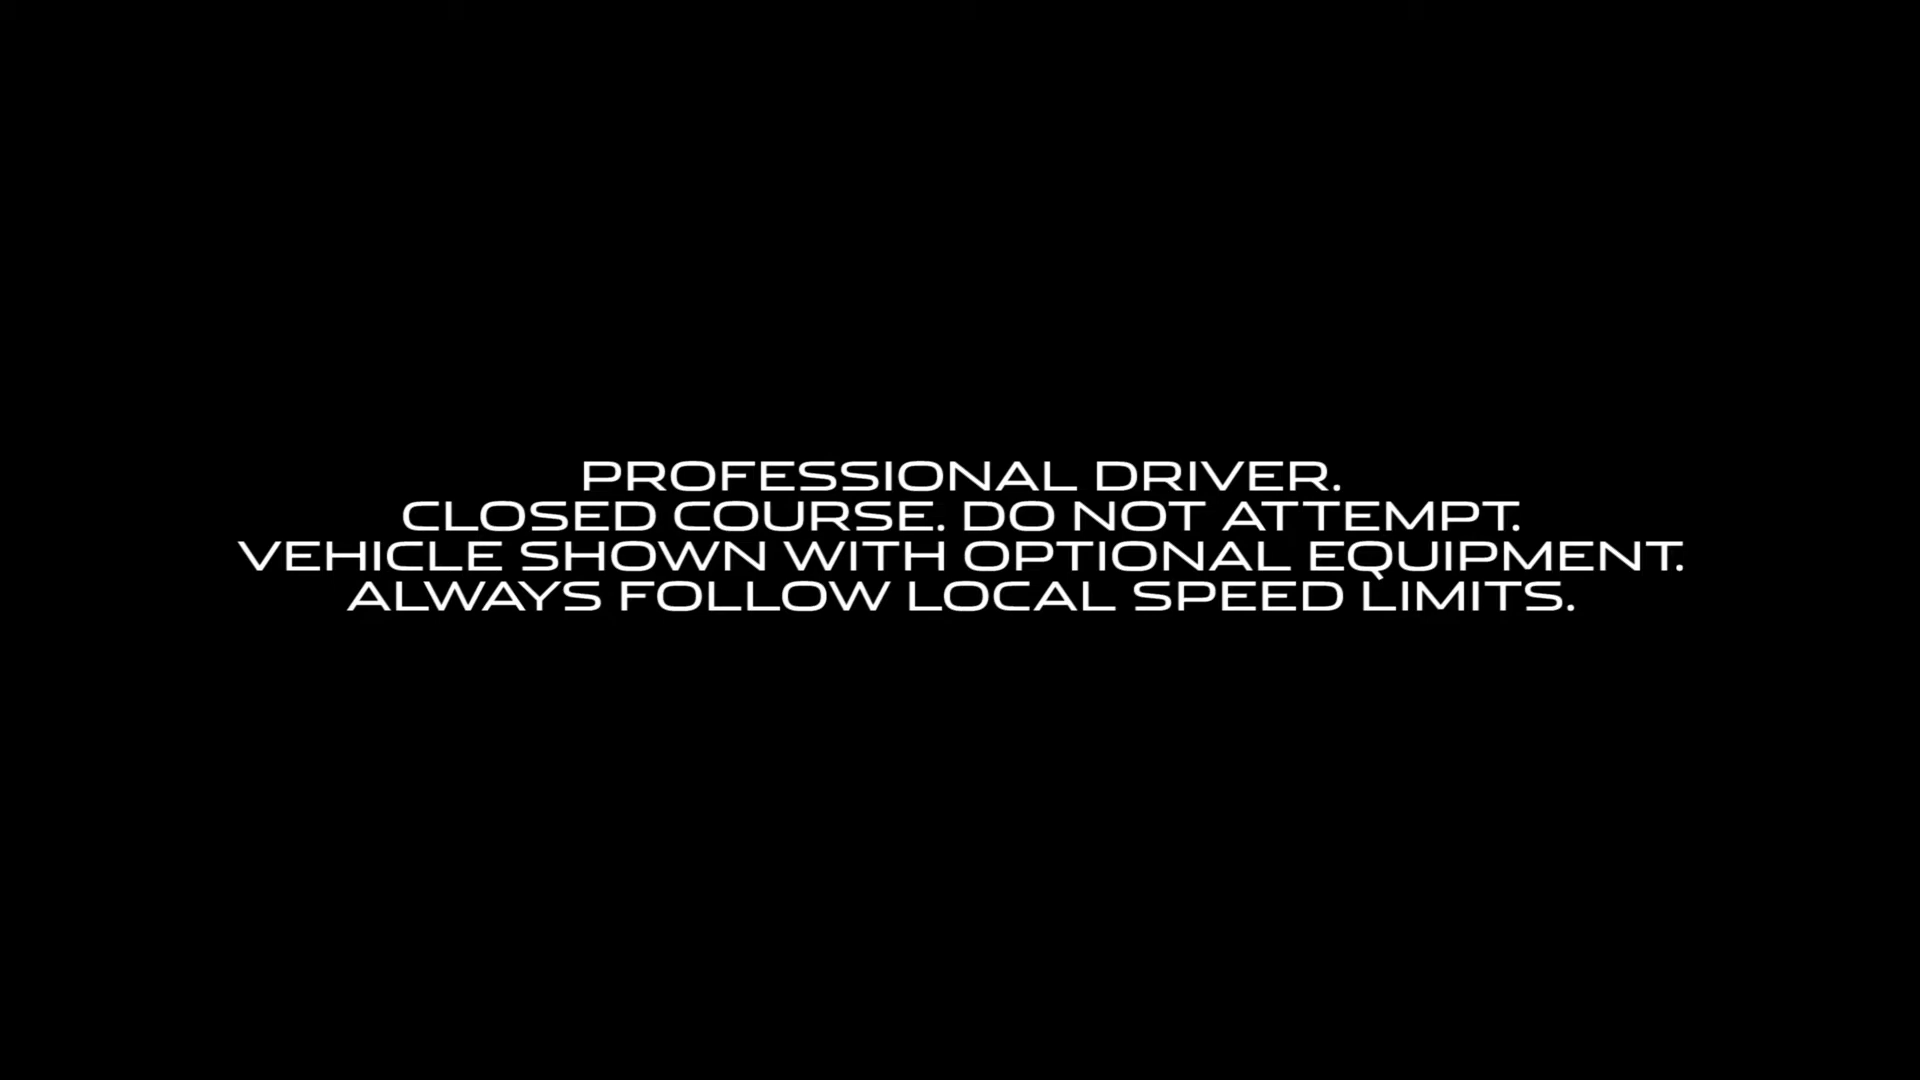 PROFESSIONAL DRIVER.
CLOSED COURSE. DO NOT ATTEMPT.
VEHICLE SHOWN WITH OPTIONAL EQUIPMENT.
ALWAYS FOLLOW LOCAL SPEED LIMITS.